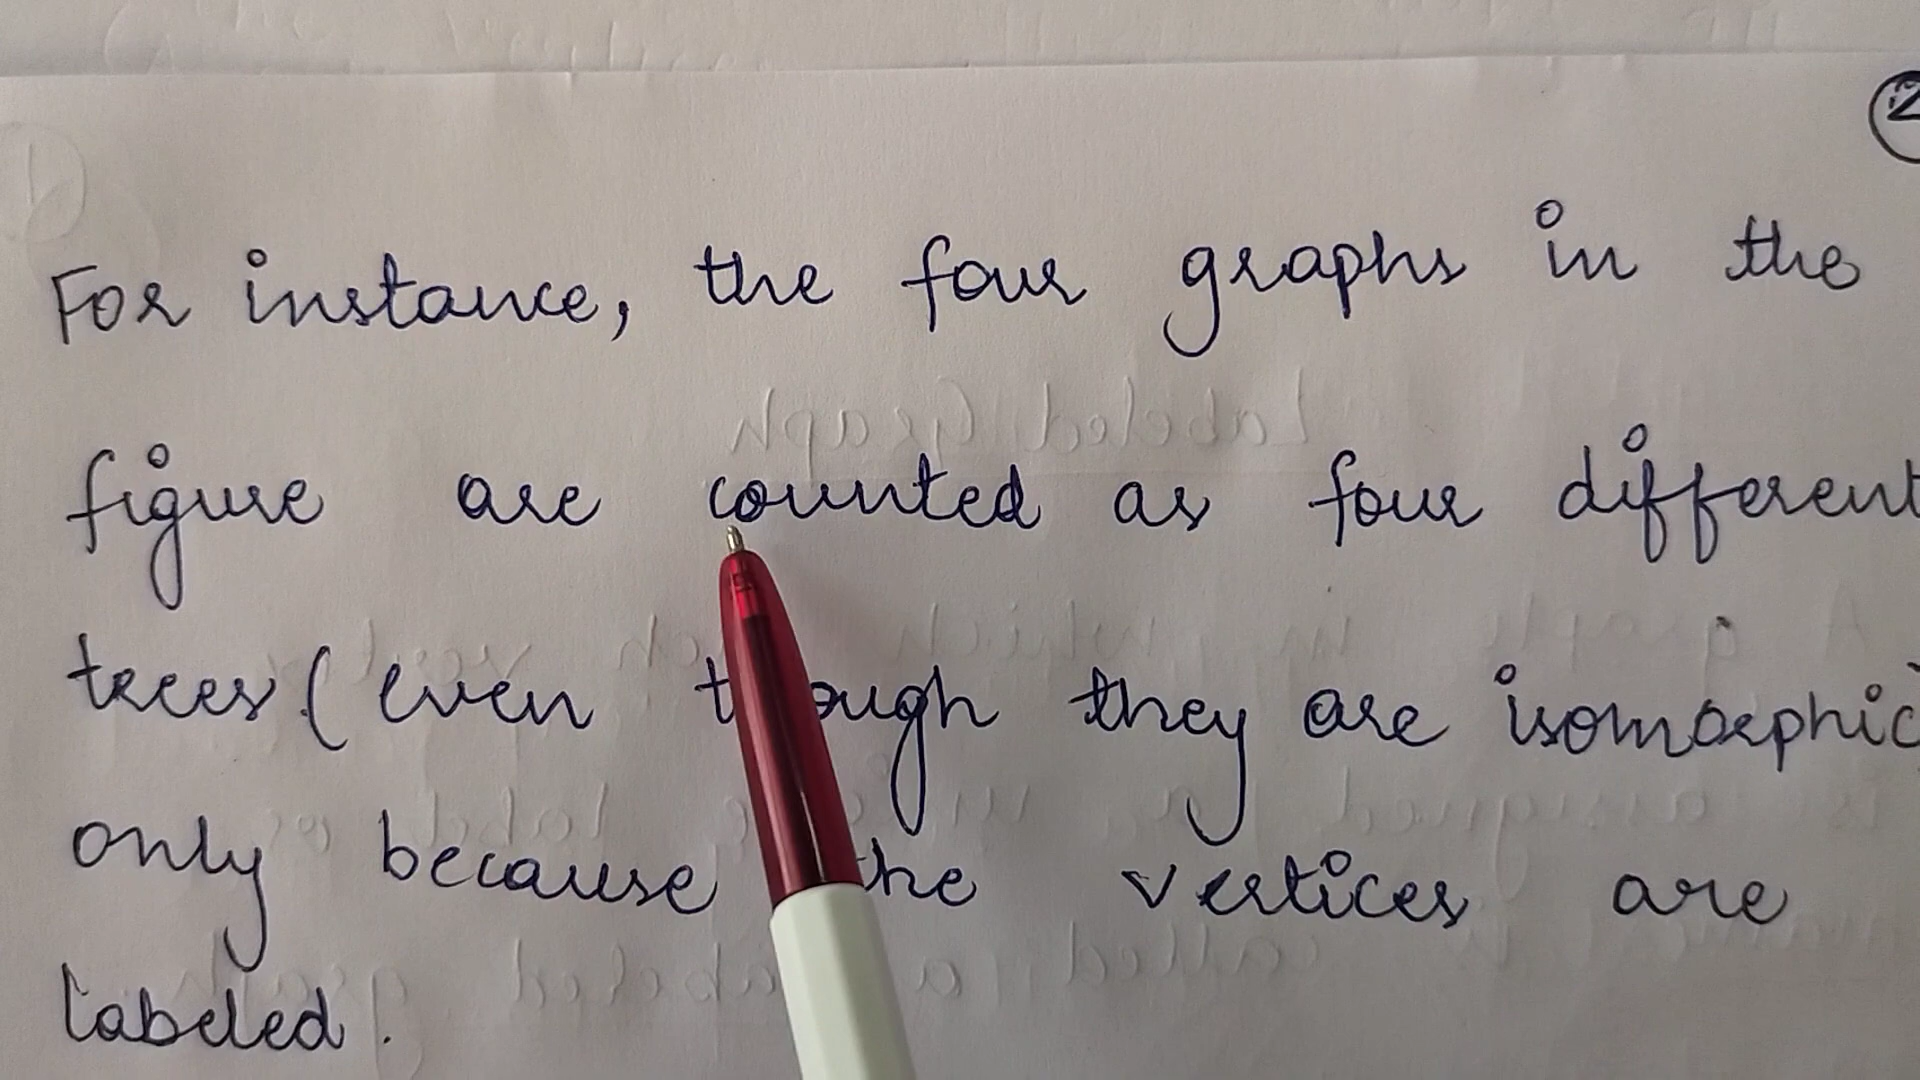 2
For instance, the four graphs in the
figure are counted as four different
trees (even though they are isomorphic)
only because the vertices are
labeled.